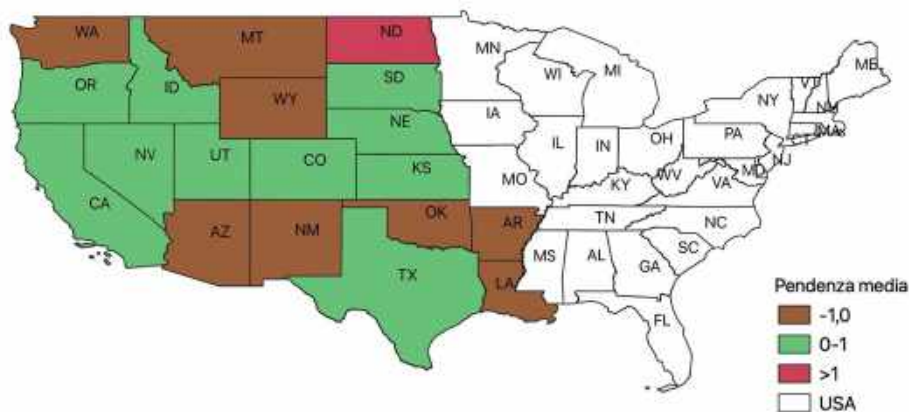 WA
MT
ND
MN
ME
OR
ID
SD
WI
MI
VT
NH
WY
NY
MA
NE
IA
PA
CT
NV
UT
CO
IL
IN
OH
NJ
KS
MO
WV
MD
CA
KY
VA
AZ
NM
OK
AR
TN
NC
TX
MS
AL
SC
LA
GA
FL
Pendenza media
-1,0
0-1
>1
USA